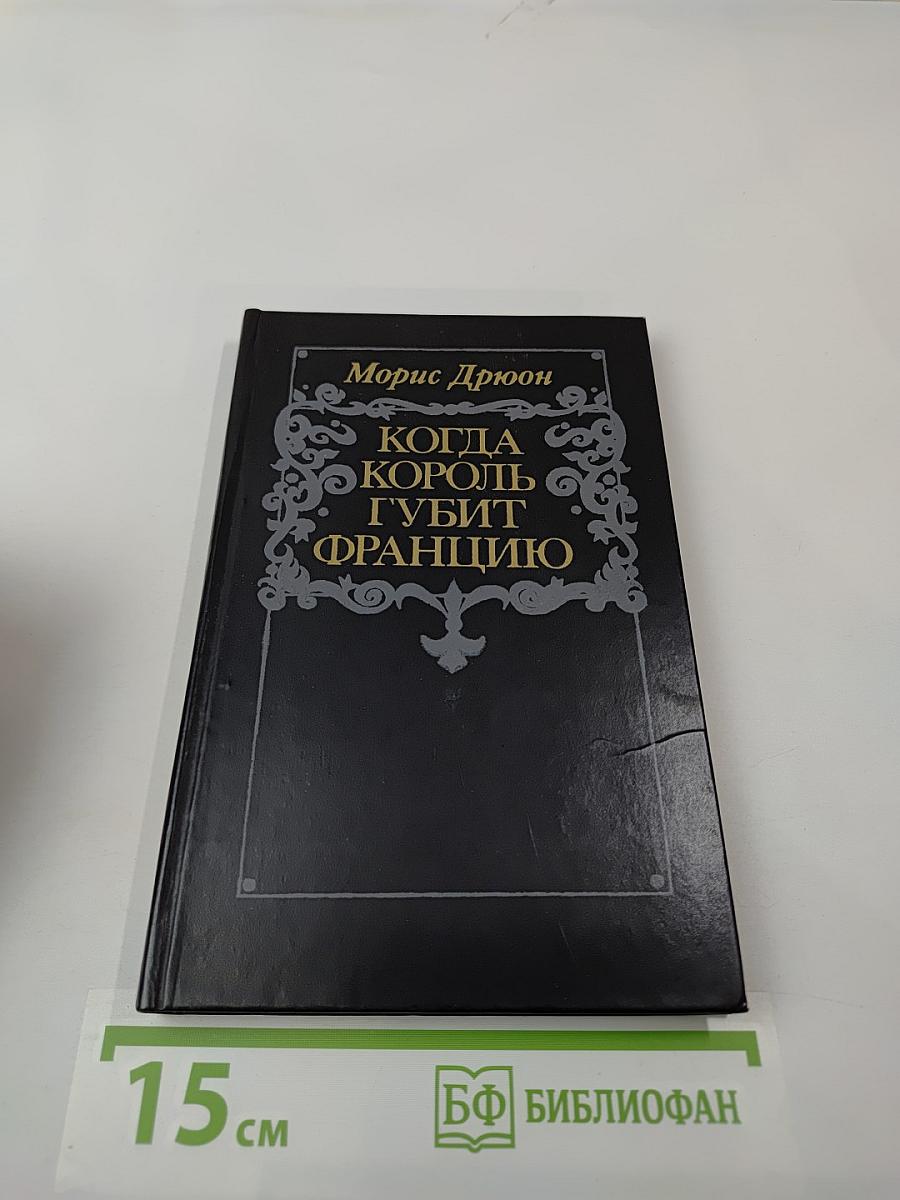 Морис Дрюон
КОГДА
КОРОЛЬ
ГУБИТ
ФРАНЦИЮ
15 см
БФ БИБЛИОФАН